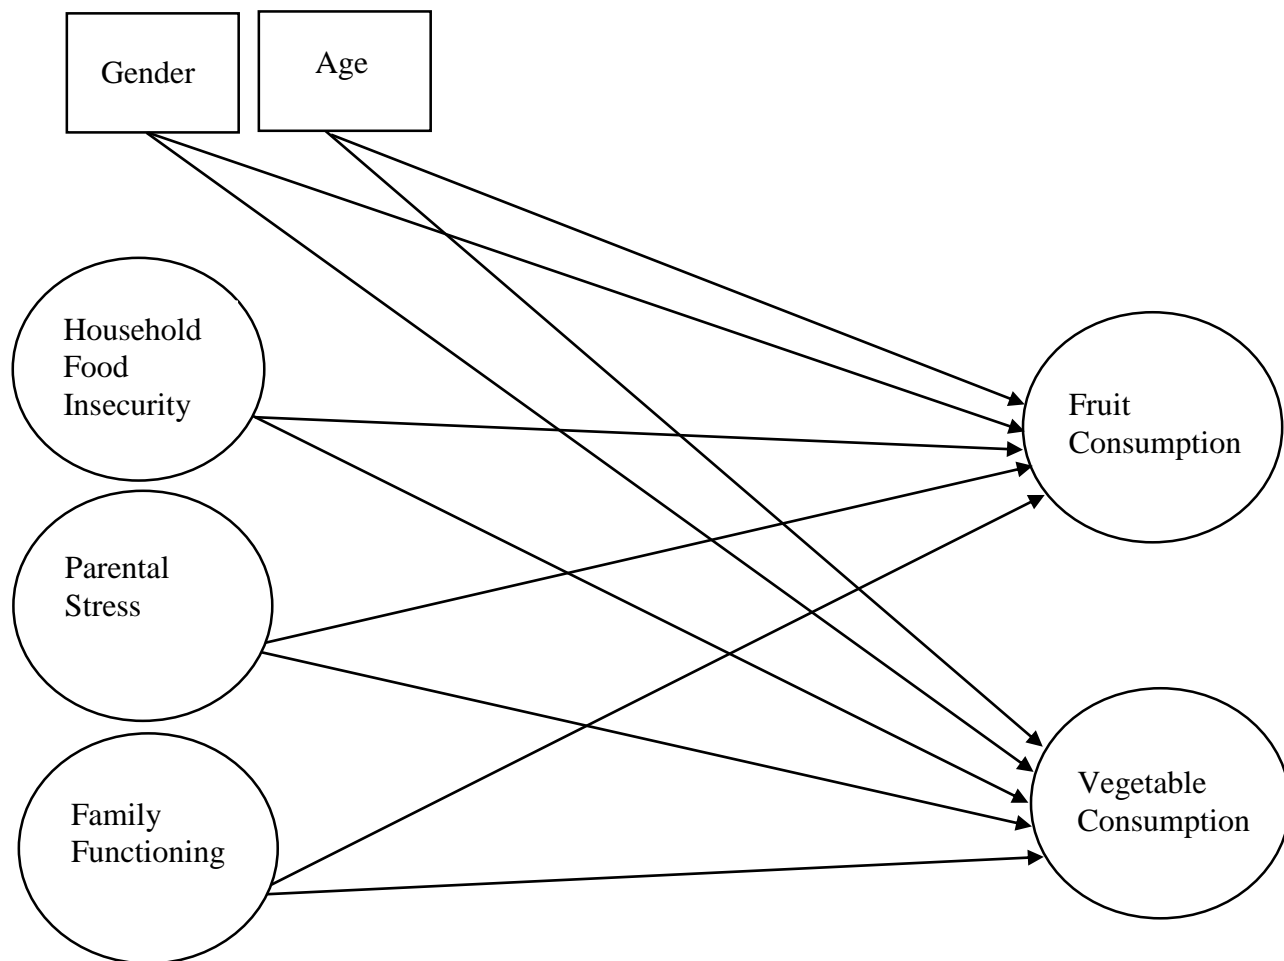 Gender
Age
Household
Food
Insecurity
Fruit
Consumption
Parental
Stress
Vegetable
Consumption
Family
Functioning